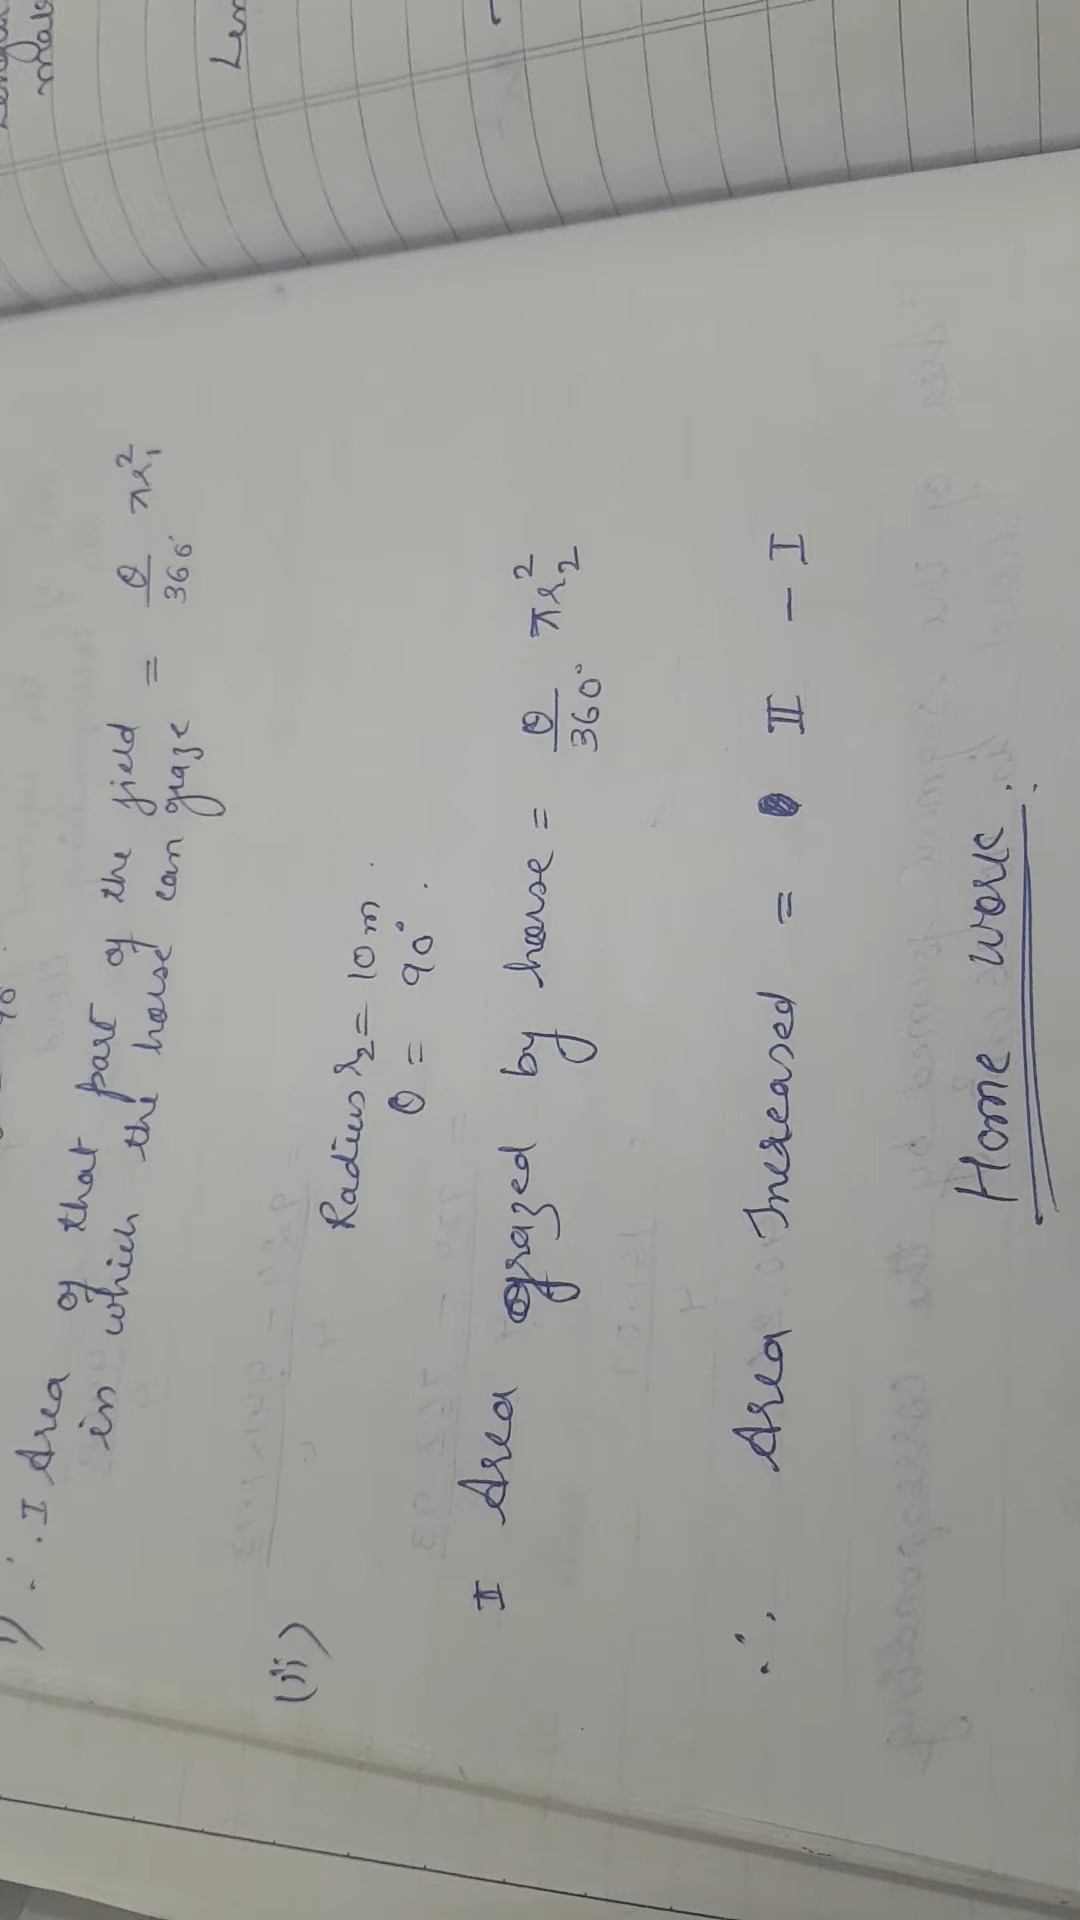 ∴ I Area of that part of the field
in which the horse can graze = θ/366° πr₁²
(ii)
Radius r₂ = 10 m.
θ = 90°.
II Area grazed by horse = θ/360° πr₂²
∴ Area Increased = II - I
Home work :